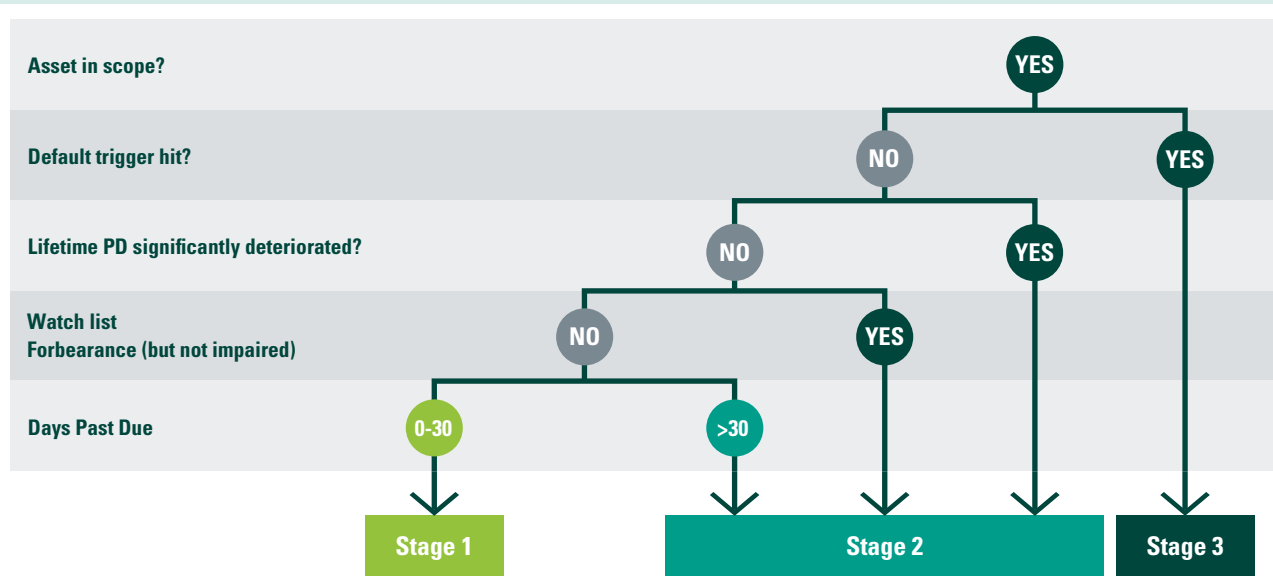 Asset in scope?
YES
Default trigger hit?
NO
YES
Lifetime PD significantly deteriorated?
NO
YES
Watch list
Forbearance (but not impaired)
NO
YES
Days Past Due
0-30
>30
Stage 1
Stage 2
Stage 3